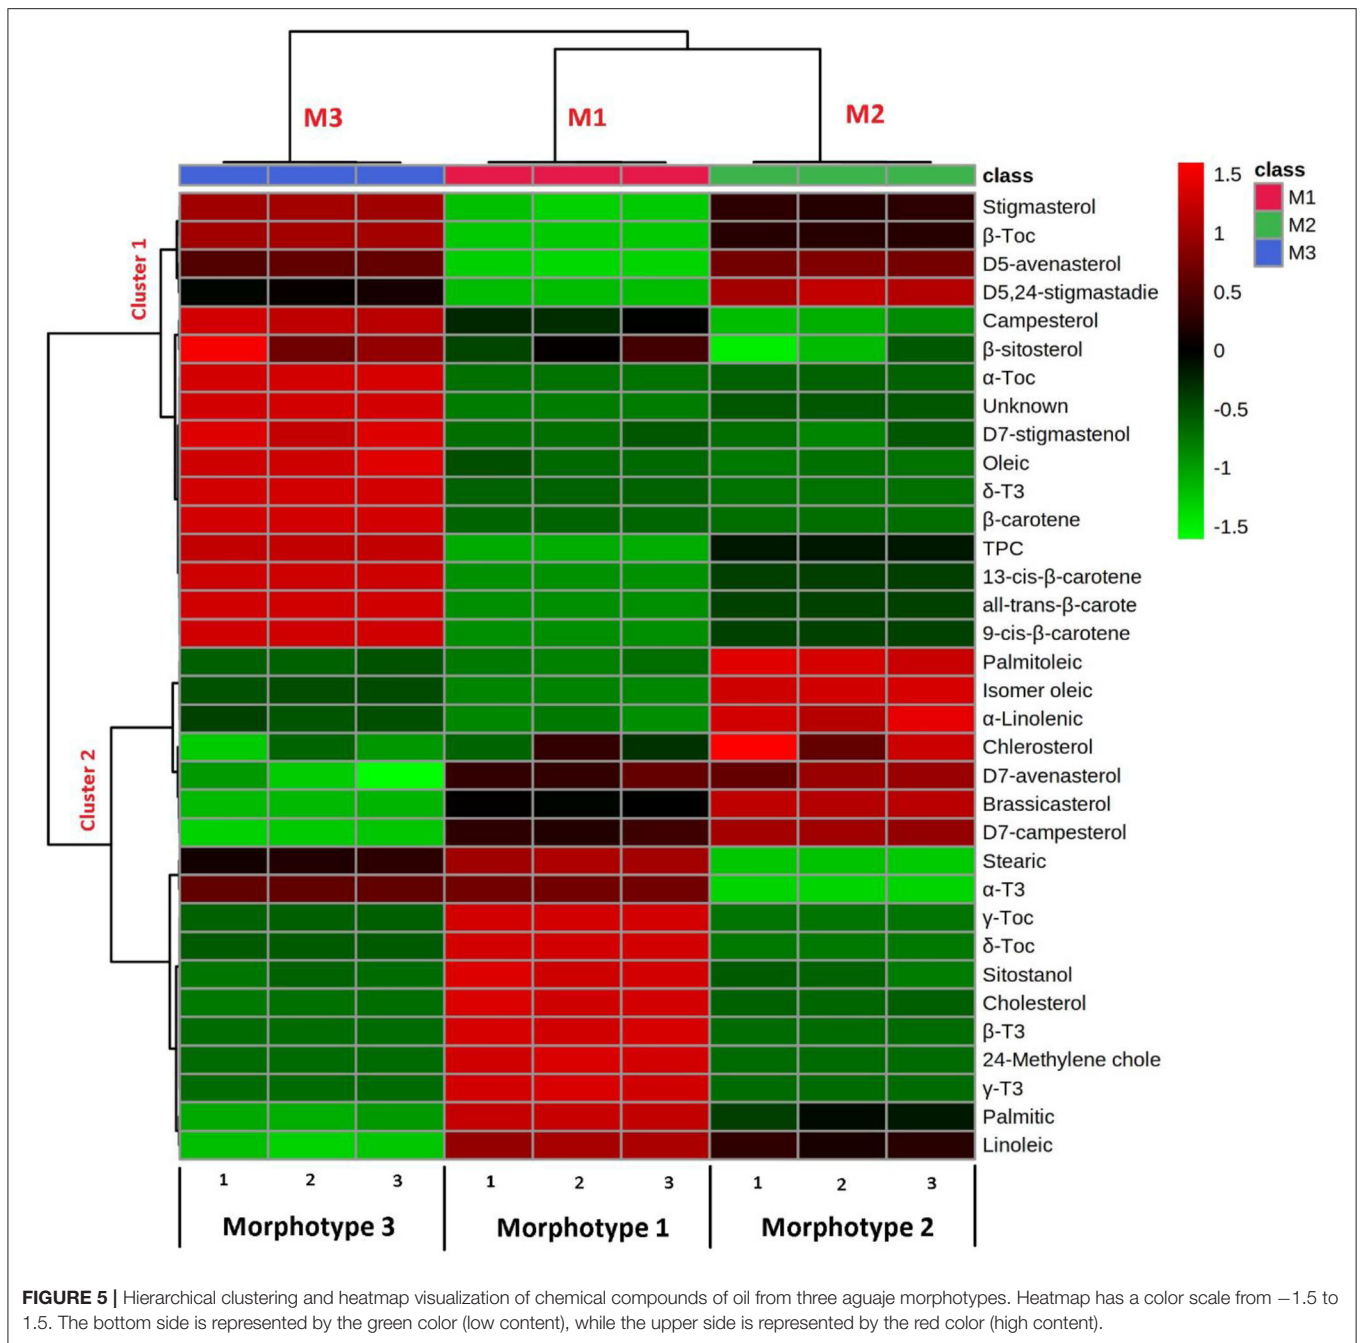 M3
M1
M2
class
Stigmasterol
β-Toc
D5-avenasterol
D5,24-stigmastadie
Campesterol
β-sitosterol
α-Toc
Unknown
D7-stigmastenol
Oleic
δ-T3
β-carotene
TPC
13-cis-β-carotene
all-trans-β-carote
9-cis-β-carotene
Palmitoleic
Isomer oleic
α-Linolenic
Chlerosterol
D7-avenasterol
Brassicasterol
D7-campesterol
Stearic
α-T3
γ-Toc
δ-Toc
Sitostanol
Cholesterol
β-T3
24-Methylene chole
γ-T3
Palmitic
Linoleic
1.5
1
0.5
0
-0.5
-1
-1.5
class
M1
M2
M3
Cluster 1
Cluster 2
1 2 3 1 2 3 1 2 3
Morphotype 3 Morphotype 1 Morphotype 2
FIGURE 5 | Hierarchical clustering and heatmap visualization of chemical compounds of oil from three aguaje morphotypes. Heatmap has a color scale from −1.5 to
1.5. The bottom side is represented by the green color (low content), while the upper side is represented by the red color (high content).